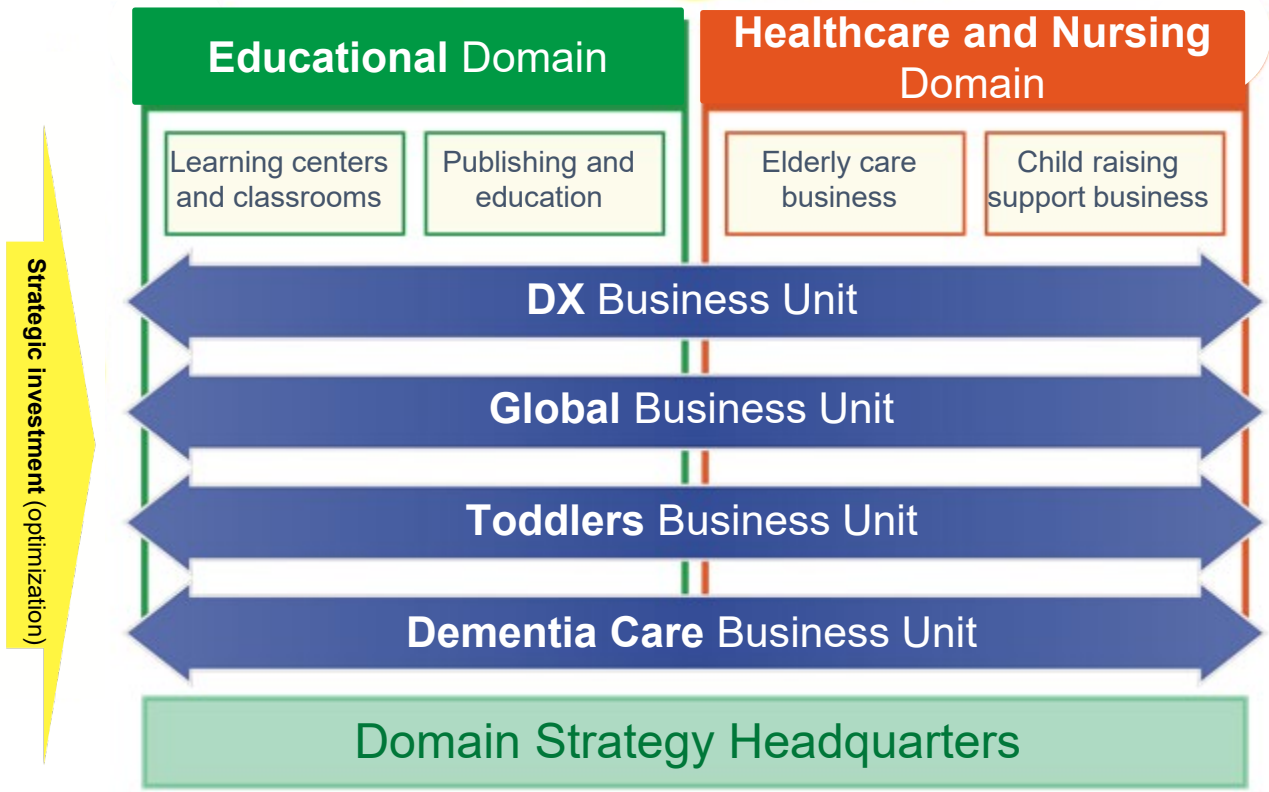 Educational Domain
Healthcare and Nursing
Domain
Learning centers
and classrooms
Publishing and
education
Elderly care
business
Child raising
support business
Strategic investment (optimization)
DX Business Unit
Global Business Unit
Toddlers Business Unit
Dementia Care Business Unit
Domain Strategy Headquarters